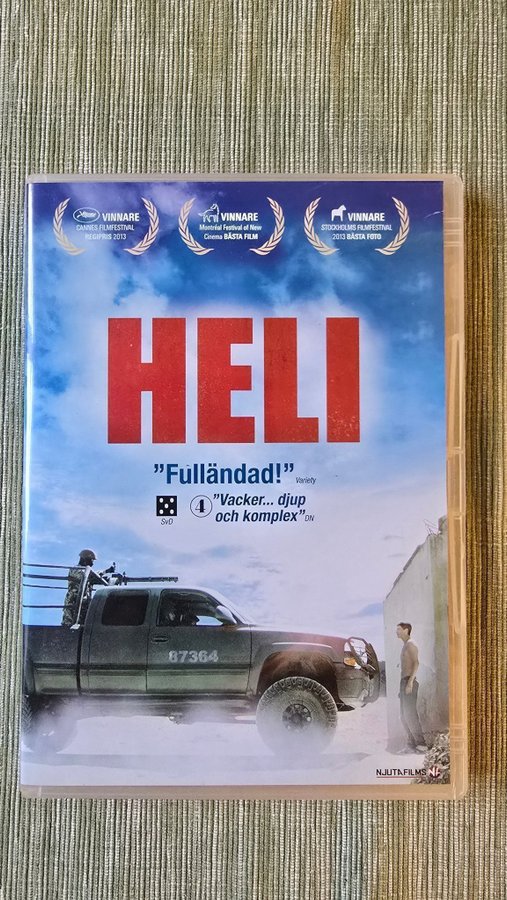 VINNARE
CANNES FILMFESTIVAL
REGIPRIS 2013
VINNARE
Montréal Festival of New
Cinema BÄSTA FILM
VINNARE
STOCKHOLMS FILMFESTIVAL
2013 BÄSTA FOTO
HELI
”Fulländad!” Variety
SvD
4 ”Vacker... djup
och komplex” DN
87364
NJUTAFILMS NF